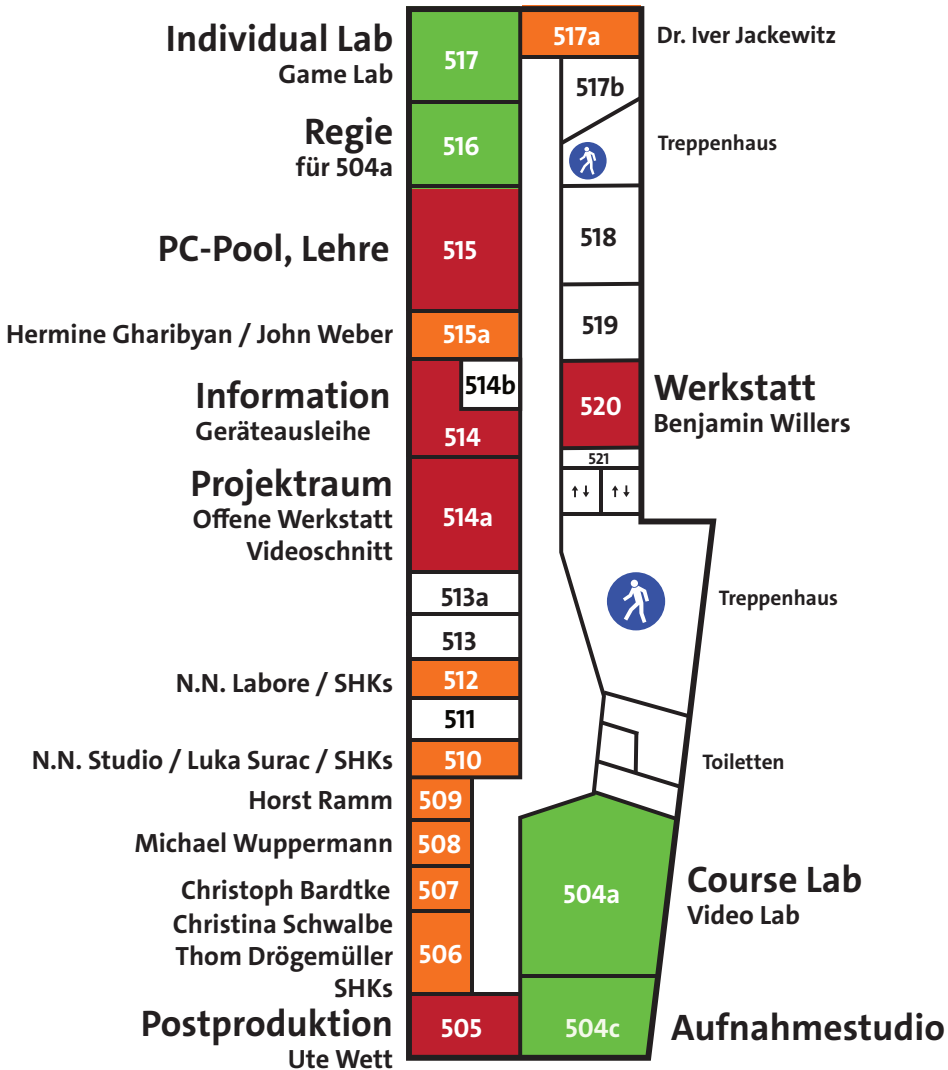 Individual Lab
Game Lab
517
517a
Dr. Iver Jackewitz
517b
Regie
für 504a
516
Treppenhaus
PC-Pool, Lehre
515
518
Hermine Gharibyan / John Weber
515a
519
Information
Geräteausleihe
514b
514
520
Werkstatt
Benjamin Willers
521
↑↓ ↑↓
Projektraum
Offene Werkstatt
Videoschnitt
514a
513a
Treppenhaus
513
N.N. Labore / SHKs
512
511
N.N. Studio / Luka Surac / SHKs
510
Toiletten
Horst Ramm
509
Michael Wuppermann
508
Christoph Bardtke
507
504a
Course Lab
Video Lab
Christina Schwalbe
Thom Drögemüller
SHKs
506
Postproduktion
Ute Wett
505
504c
Aufnahmestudio